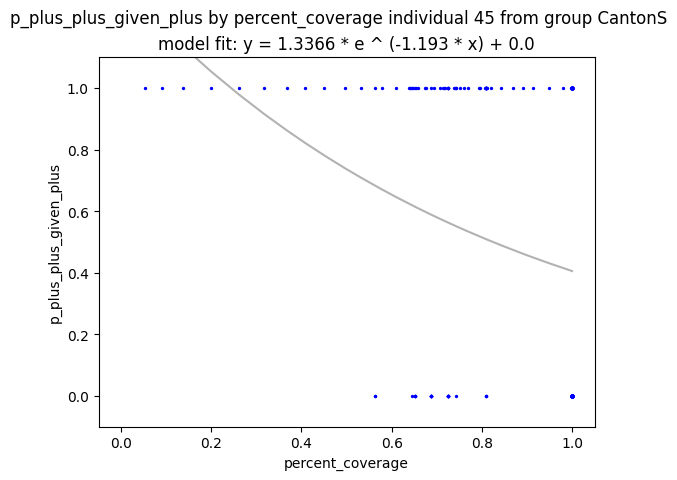 p_plus_plus_given_plus by percent_coverage individual 45 from group CantonS
model fit: y = 1.3366 * e ^ (-1.193 * x) + 0.0
1.0
0.8
0.6
0.4
0.2
0.0
p_plus_plus_given_plus
0.0 0.2 0.4 0.6 0.8 1.0
percent_coverage